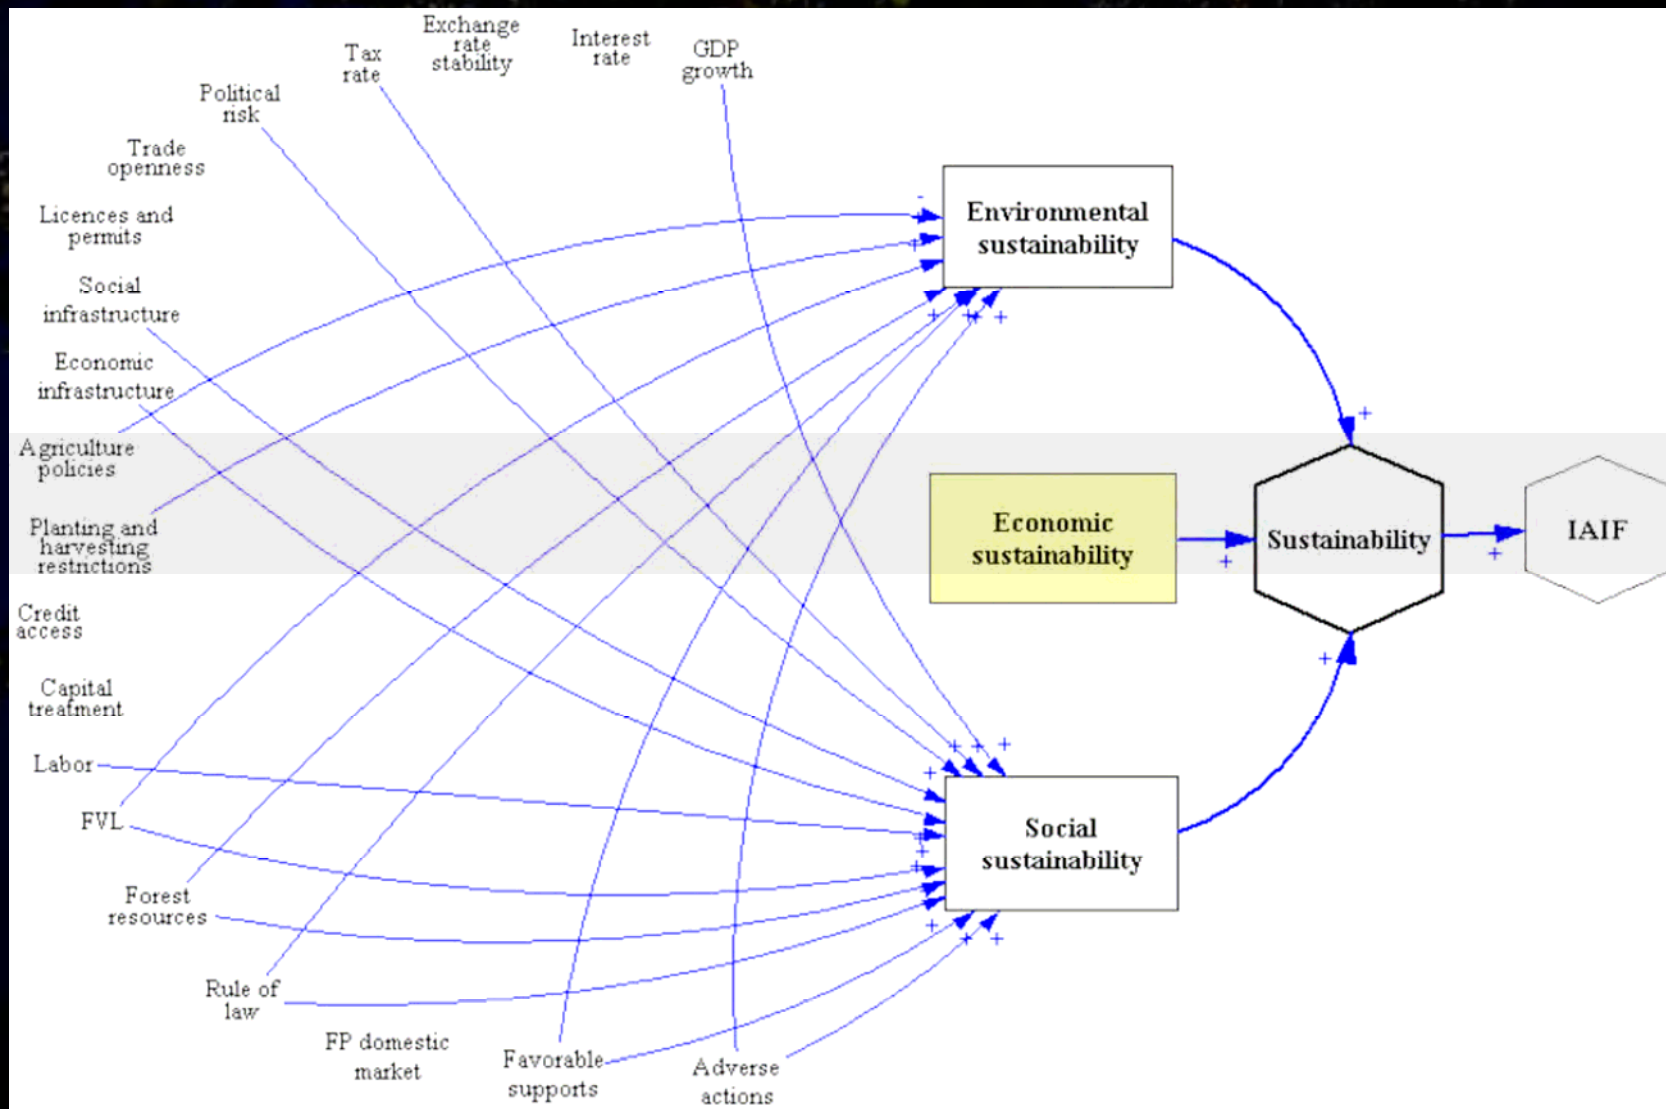 Exchange
rate
stability
Interest
rate
GDP
growth
Tax
rate
Political
risk
Trade
openness
Licences and
permits
Social
infrastructure
Economic
infrastructure
Agriculture
policies
Planting and
harvesting
restrictions
Credit
access
Capital
treatment
Labor
FVL
Forest
resources
Rule of
law
FP domestic
market
Favorable
supports
Adverse
actions
Environmental
sustainability
Economic
sustainability
Social
sustainability
Sustainability
IAIF